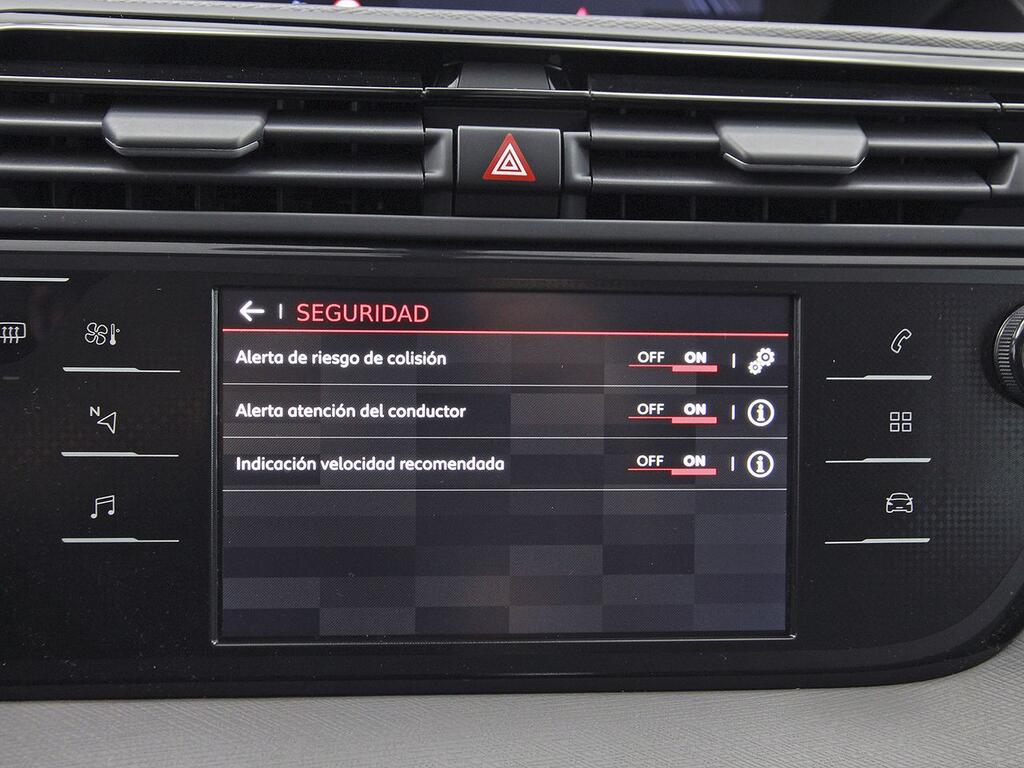 SEGURIDAD
Alerta de riesgo de colisión OFF ON
Alerta atención del conductor OFF ON
Indicación velocidad recomendada OFF ON
N